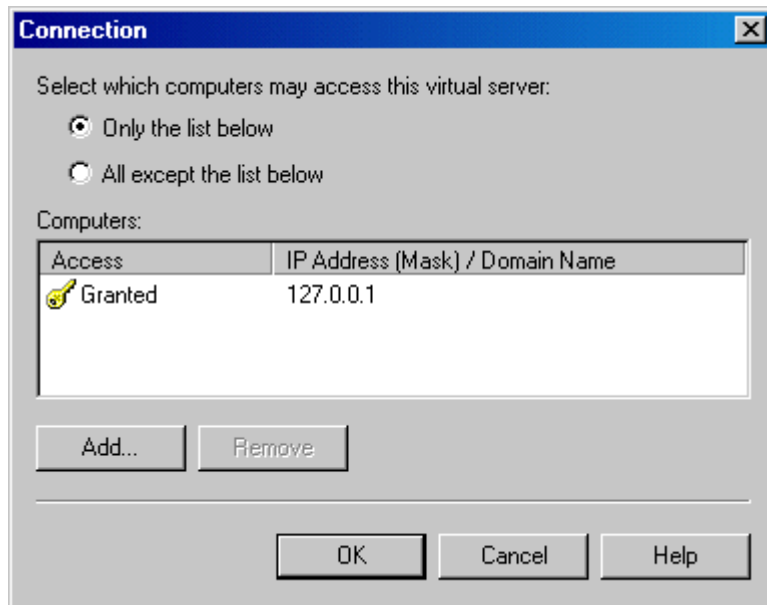 Connection
Select which computers may access this virtual server:
Only the list below
All except the list below
Computers:
Access IP Address (Mask) / Domain Name
Granted 127.0.0.1
Add... Remove
OK Cancel Help